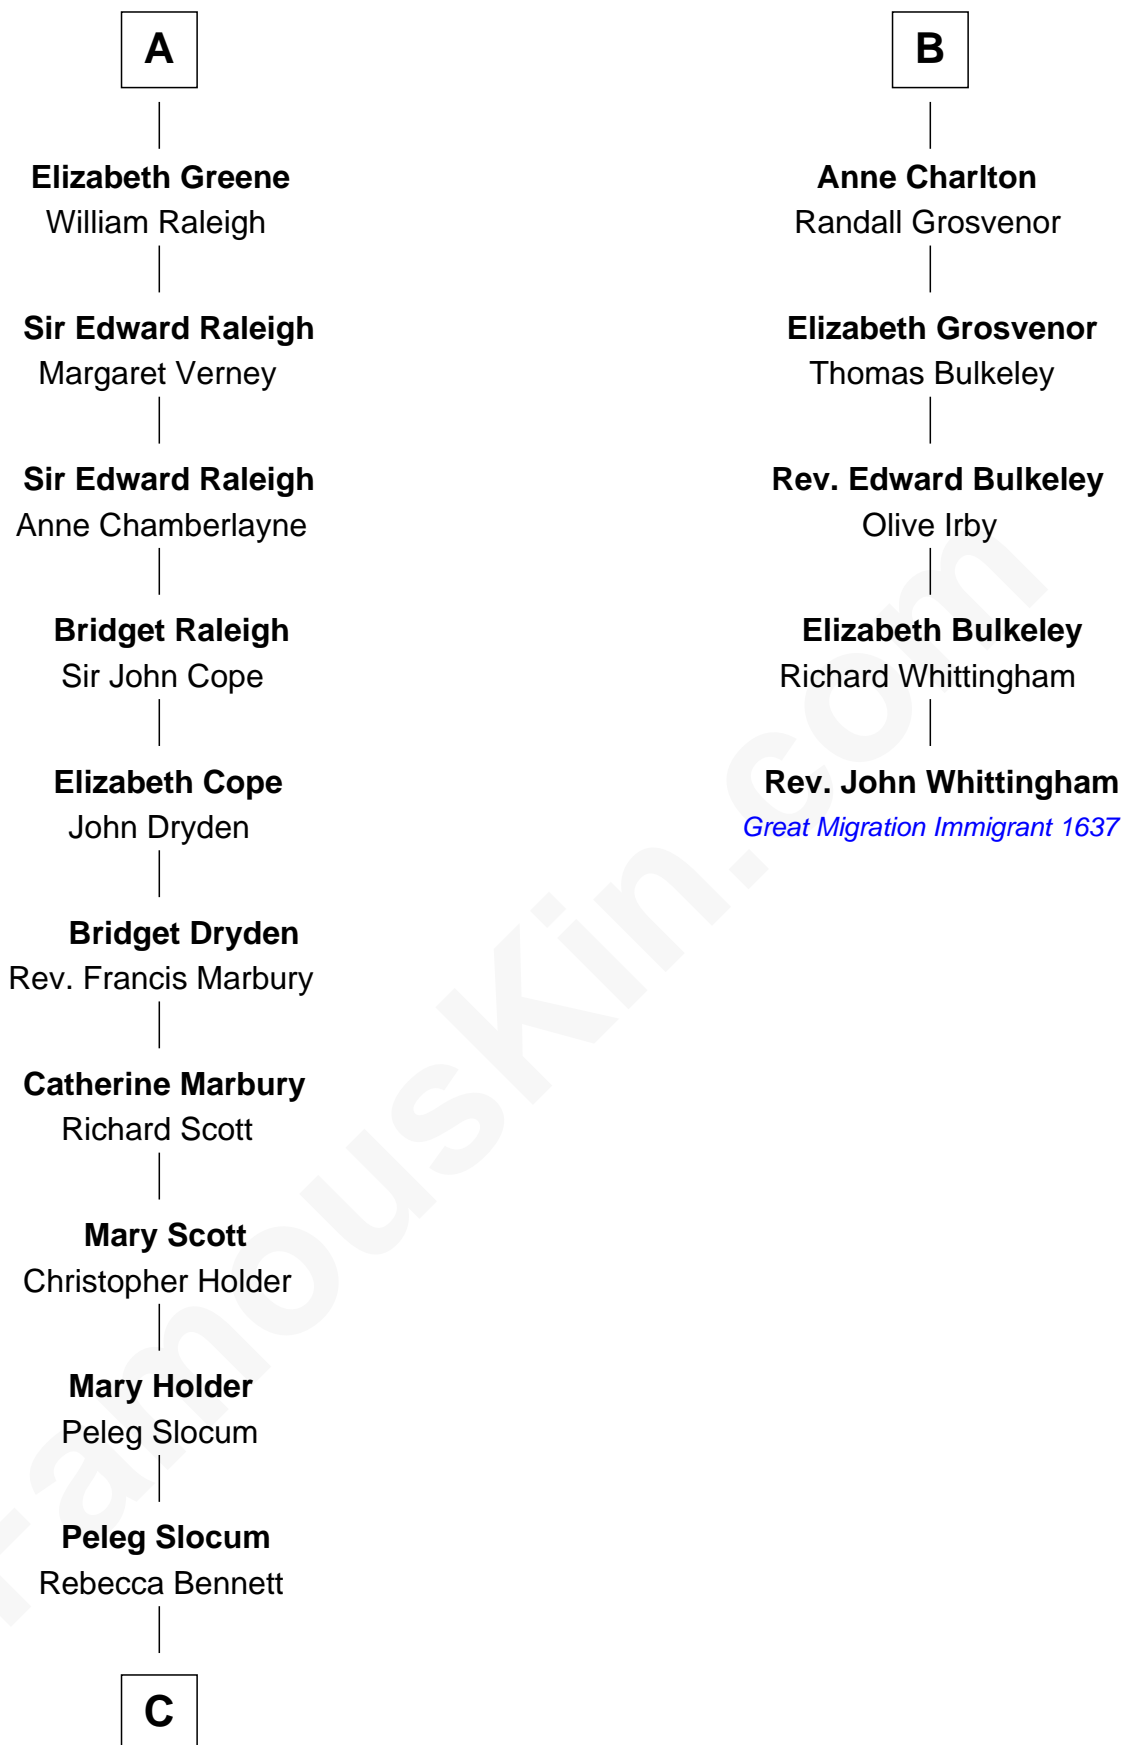 A
Elizabeth Greene
William Raleigh
Sir Edward Raleigh
Margaret Verney
Sir Edward Raleigh
Anne Chamberlayne
Bridget Raleigh
Sir John Cope
Elizabeth Cope
John Dryden
Bridget Dryden
Rev. Francis Marbury
Catherine Marbury
Richard Scott
Mary Scott
Christopher Holder
Mary Holder
Peleg Slocum
Peleg Slocum
Rebecca Bennett
C
B
Anne Charlton
Randall Grosvenor
Elizabeth Grosvenor
Thomas Bulkeley
Rev. Edward Bulkeley
Olive Irby
Elizabeth Bulkeley
Richard Whittingham
Rev. John Whittingham
Great Migration Immigrant 1637
FamousKin.com